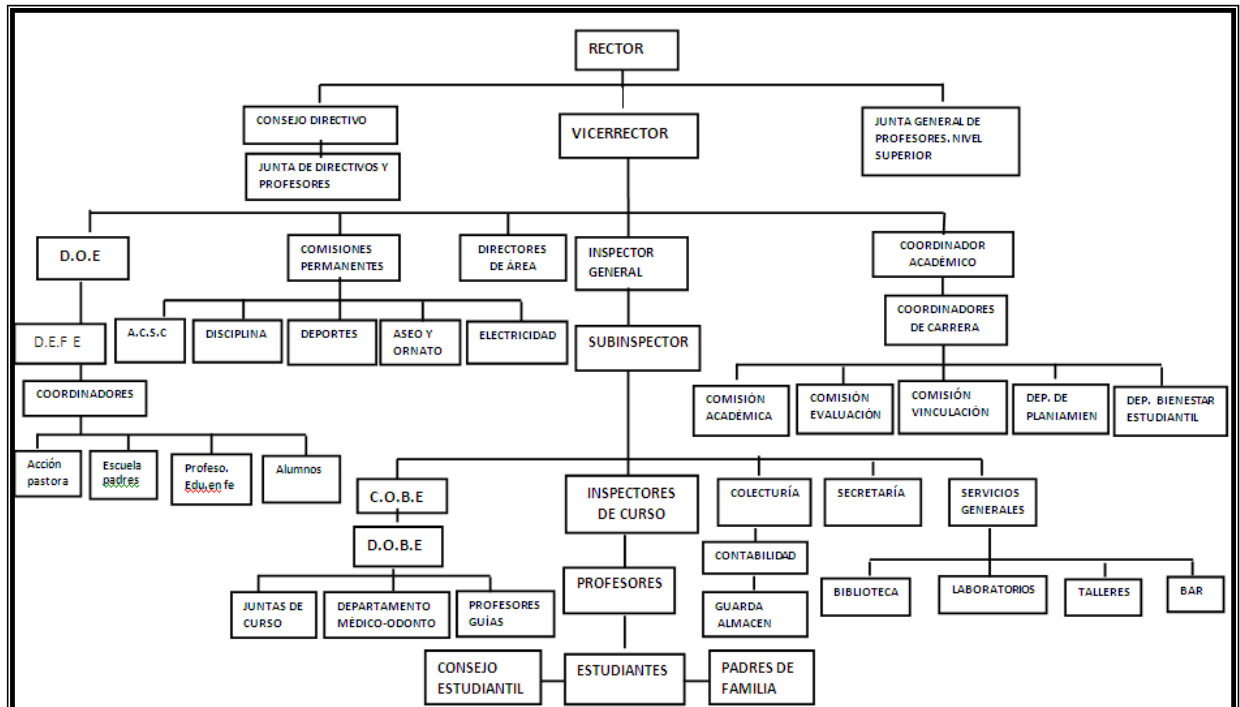 RECTOR
CONSEJO DIRECTIVO
VICERRECTOR
JUNTA GENERAL DE
PROFESORES. NIVEL
SUPERIOR
JUNTA DE DIRECTIVOS Y
PROFESORES
D.O.E
COMISIONES
PERMANENTES
DIRECTORES
DE ÁREA
INSPECTOR
GENERAL
COORDINADOR
ACADÉMICO
D.E.F E
A.C.S.C
DISCIPLINA
DEPORTES
ASEO Y
ORNATO
ELECTRICIDAD
SUBINSPECTOR
COORDINADORES
DE CARRERA
COORDINADORES
COMISIÓN
ACADÉMICA
COMISIÓN
EVALUACIÓN
COMISIÓN
VINCULACIÓN
DEP. DE
PLANIAMIEN
DEP. BIENESTAR
ESTUDIANTIL
Acción
pastora
Escuela
padres
Profeso.
Edu.en fe
Alumnos
C.O.B.E
INSPECTORES
DE CURSO
COLECTURÍA
SECRETARÍA
SERVICIOS
GENERALES
D.O.B.E
CONTABILIDAD
PROFESORES
BIBLIOTECA
LABORATORIOS
TALLERES
BAR
JUNTAS DE
CURSO
DEPARTAMENTO
MÉDICO-ODONTO
PROFESORES
GUÍAS
GUARDA
ALMACEN
CONSEJO
ESTUDIANTIL
ESTUDIANTES
PADRES DE
FAMILIA